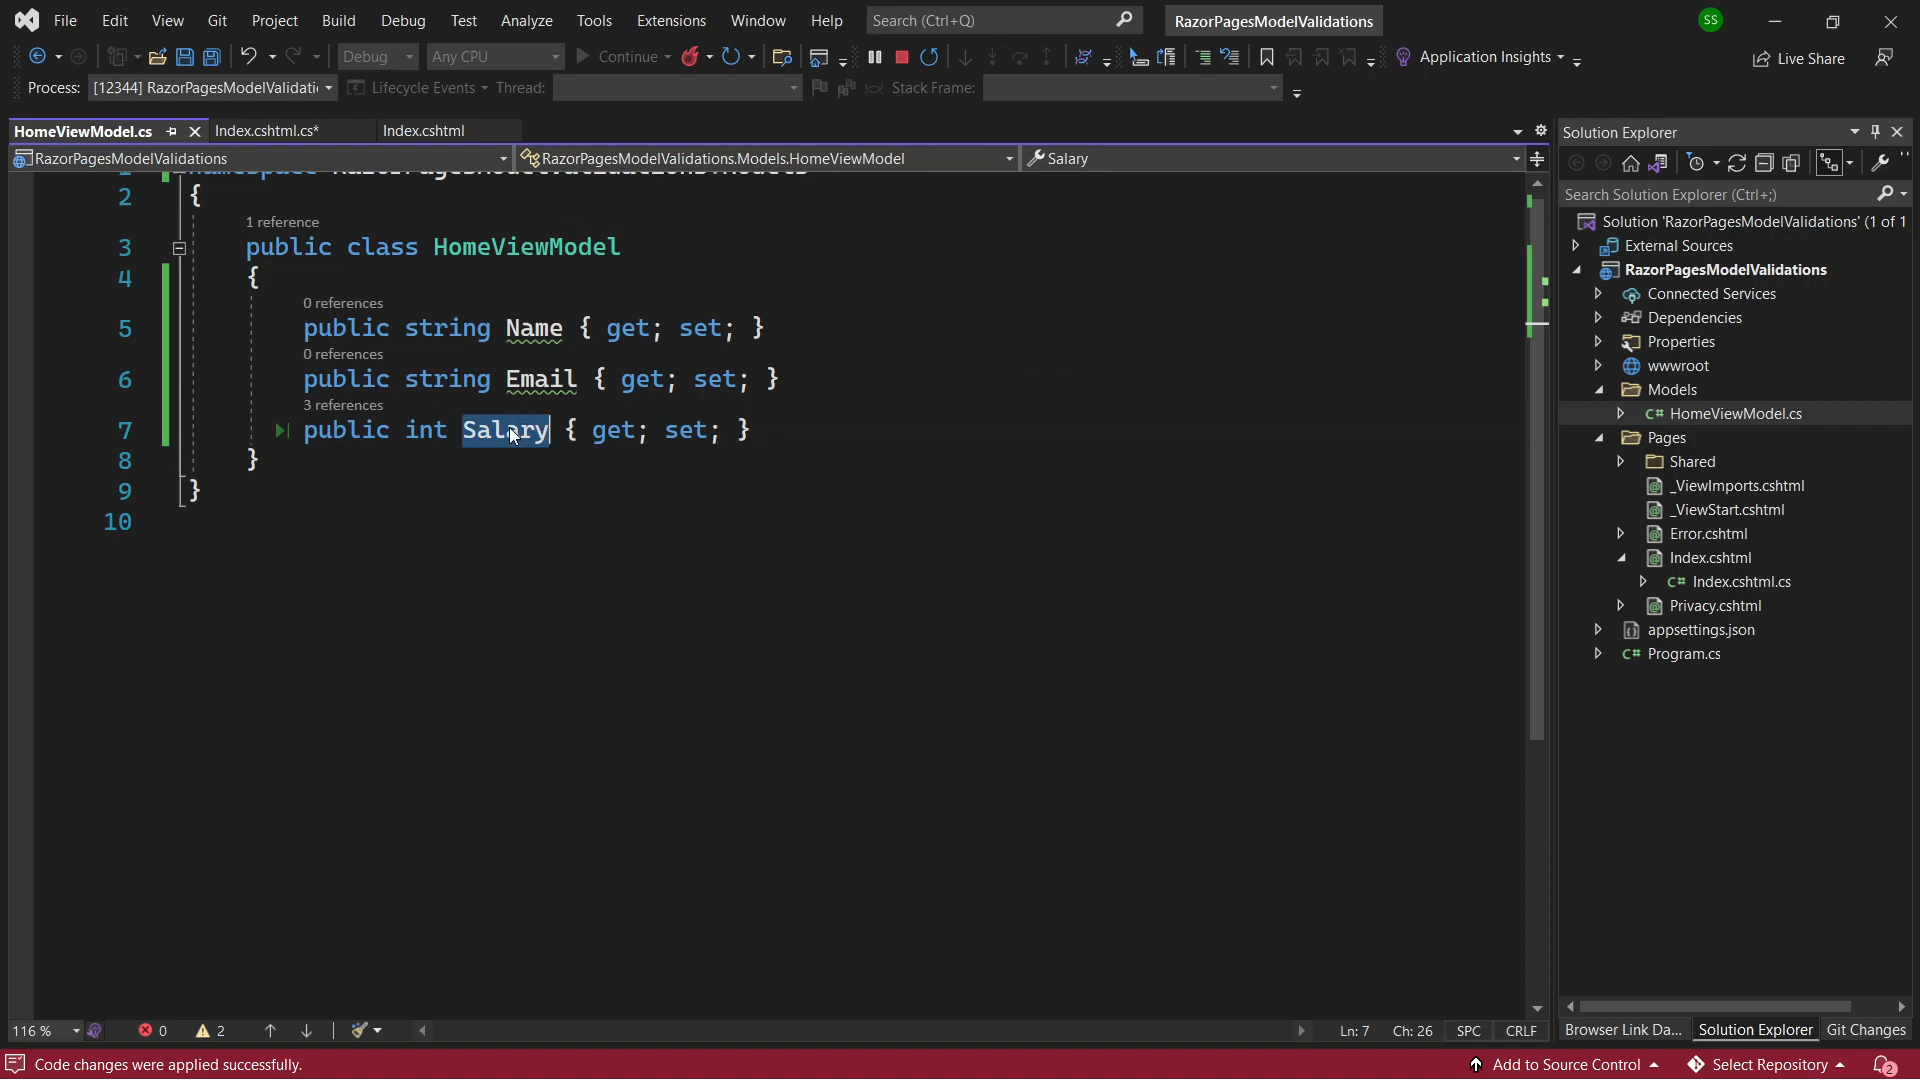 File Edit View Git Project Build Debug Test Analyze Tools Extensions Window Help Search (Ctrl+Q) RazorPagesModelValidations SS
Debug Any CPU Continue Application Insights Live Share
Process: [12344] RazorPagesModelValidati Lifecycle Events Thread: Stack Frame:
HomeViewModel.cs Index.cshtml.cs* Index.cshtml
RazorPagesModelValidations RazorPagesModelValidations.Models.HomeViewModel Salary
2 {
1 reference
3 public class HomeViewModel
4 {
0 references
5 public string Name { get; set; }
0 references
6 public string Email { get; set; }
3 references
7 public int Salary { get; set; }
8 }
9 }
10
116 % 0 2 Ln: 7 Ch: 26 SPC CRLF
Solution Explorer
Search Solution Explorer (Ctrl+;)
Solution 'RazorPagesModelValidations' (1 of 1
External Sources
RazorPagesModelValidations
Connected Services
Dependencies
Properties
wwwroot
Models
C# HomeViewModel.cs
Pages
Shared
_ViewImports.cshtml
_ViewStart.cshtml
Error.cshtml
Index.cshtml
C# Index.cshtml.cs
Privacy.cshtml
appsettings.json
C# Program.cs
Browser Link Da... Solution Explorer Git Changes
Code changes were applied successfully. Add to Source Control Select Repository 2